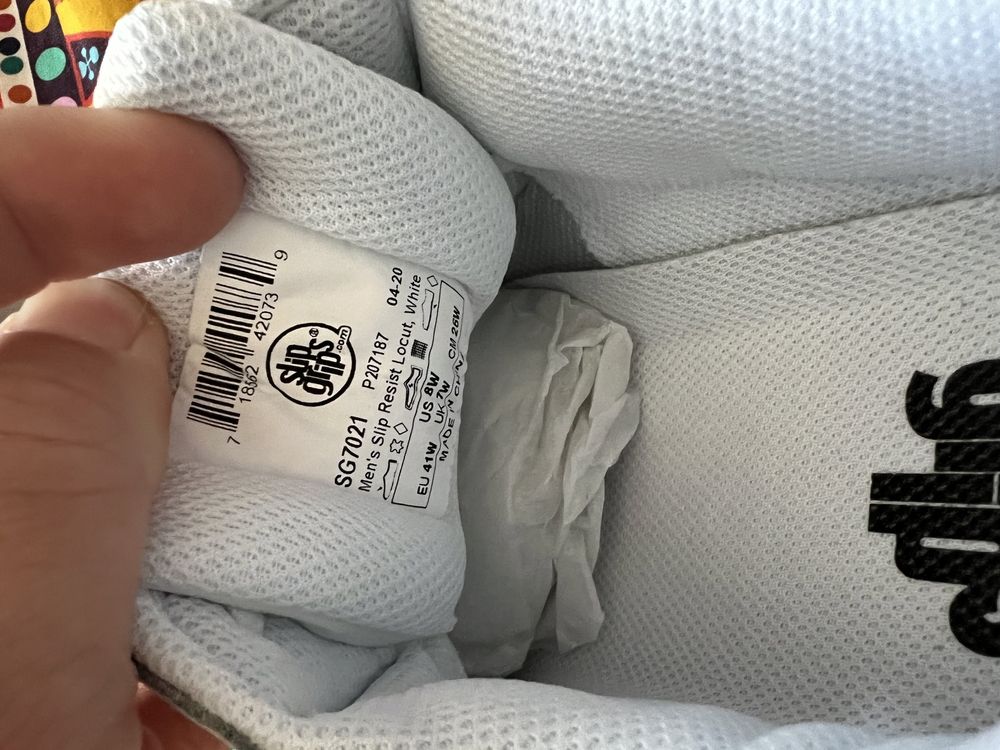 7 18562 42073 9
Slip
grips®
.com
SG7021 P207187 04-20
Men's Slip Resist Locut, White
EU 41W US 8W UK 7W CM 26W
MADE IN CHINA
grips